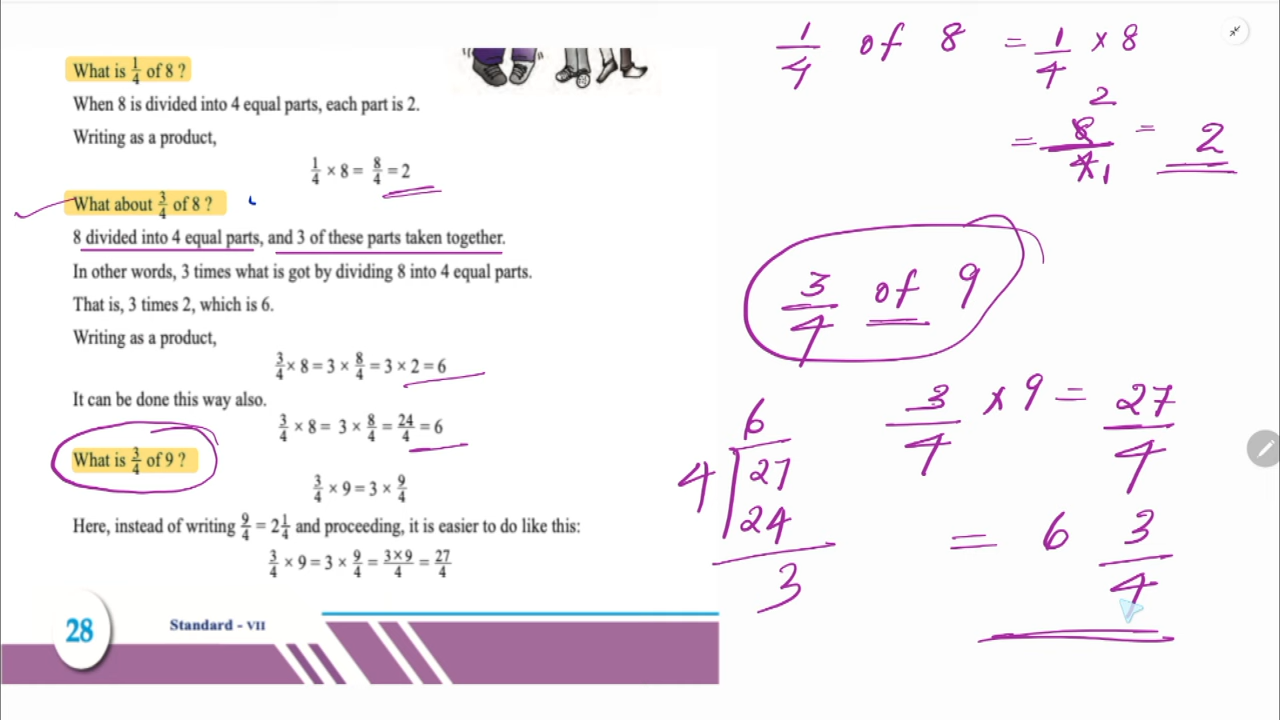 What is 1/4 of 8 ?
When 8 is divided into 4 equal parts, each part is 2.
Writing as a product,
1/4 × 8 = 8/4 = 2
What about 3/4 of 8 ?
8 divided into 4 equal parts, and 3 of these parts taken together.
In other words, 3 times what is got by dividing 8 into 4 equal parts.
That is, 3 times 2, which is 6.
Writing as a product,
3/4 × 8 = 3 × 8/4 = 3 × 2 = 6
It can be done this way also.
3/4 × 8 = 3 × 8/4 = 24/4 = 6
What is 3/4 of 9 ?
3/4 × 9 = 3 × 9/4
Here, instead of writing 9/4 = 2 1/4 and proceeding, it is easier to do like this:
3/4 × 9 = 3 × 9/4 = 3×9/4 = 27/4
28
Standard - VII
1/4 of 8 = 1/4 × 8
2
= 8/4 1 = 2
3/4 of 9
3/4 × 9 = 27/4
6
4 27
24
3
= 6 3/4